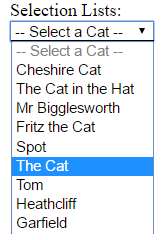 Selection Lists:
-- Select a Cat --
-- Select a Cat --
Cheshire Cat
The Cat in the Hat
Mr Bigglesworth
Fritz the Cat
Spot
The Cat
Tom
Heathcliff
Garfield